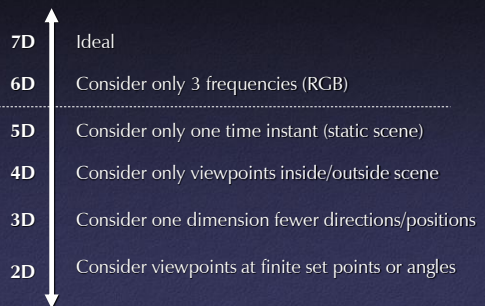 7D Ideal
6D Consider only 3 frequencies (RGB)
5D Consider only one time instant (static scene)
4D Consider only viewpoints inside/outside scene
3D Consider one dimension fewer directions/positions
2D Consider viewpoints at finite set points or angles